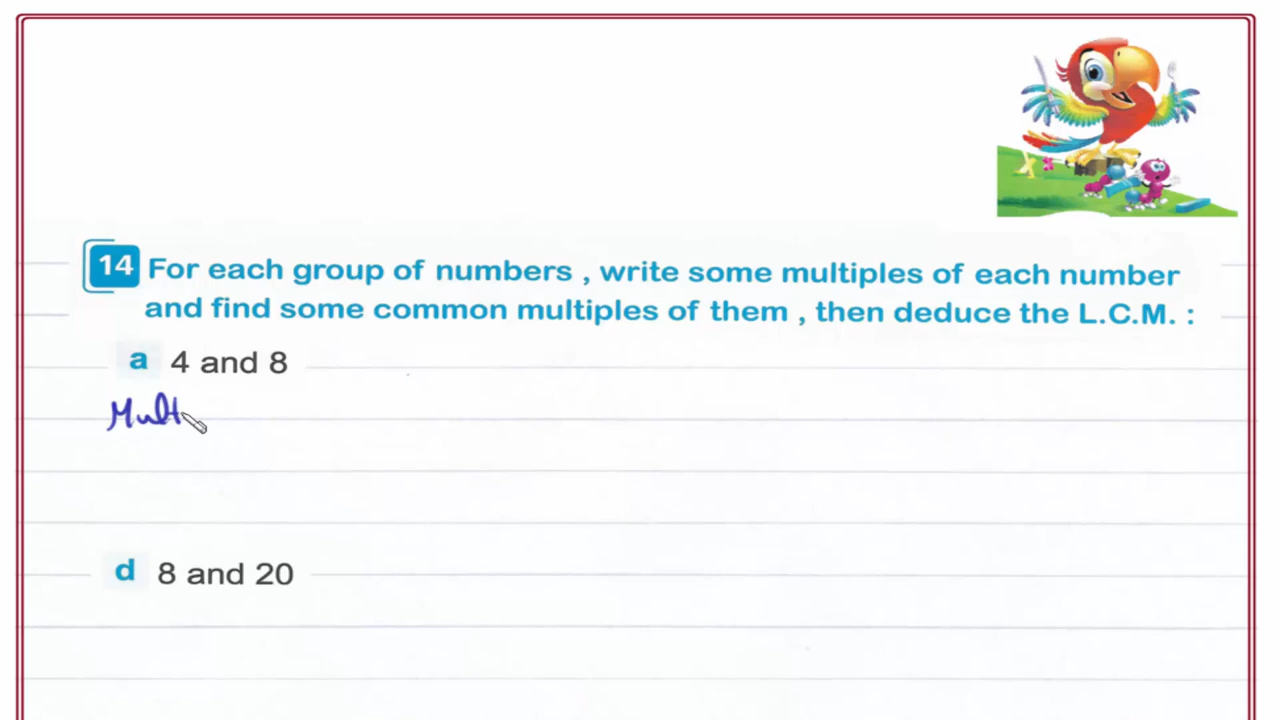 14 For each group of numbers , write some multiples of each number
and find some common multiples of them , then deduce the L.C.M. :
a 4 and 8
Mult
d 8 and 20